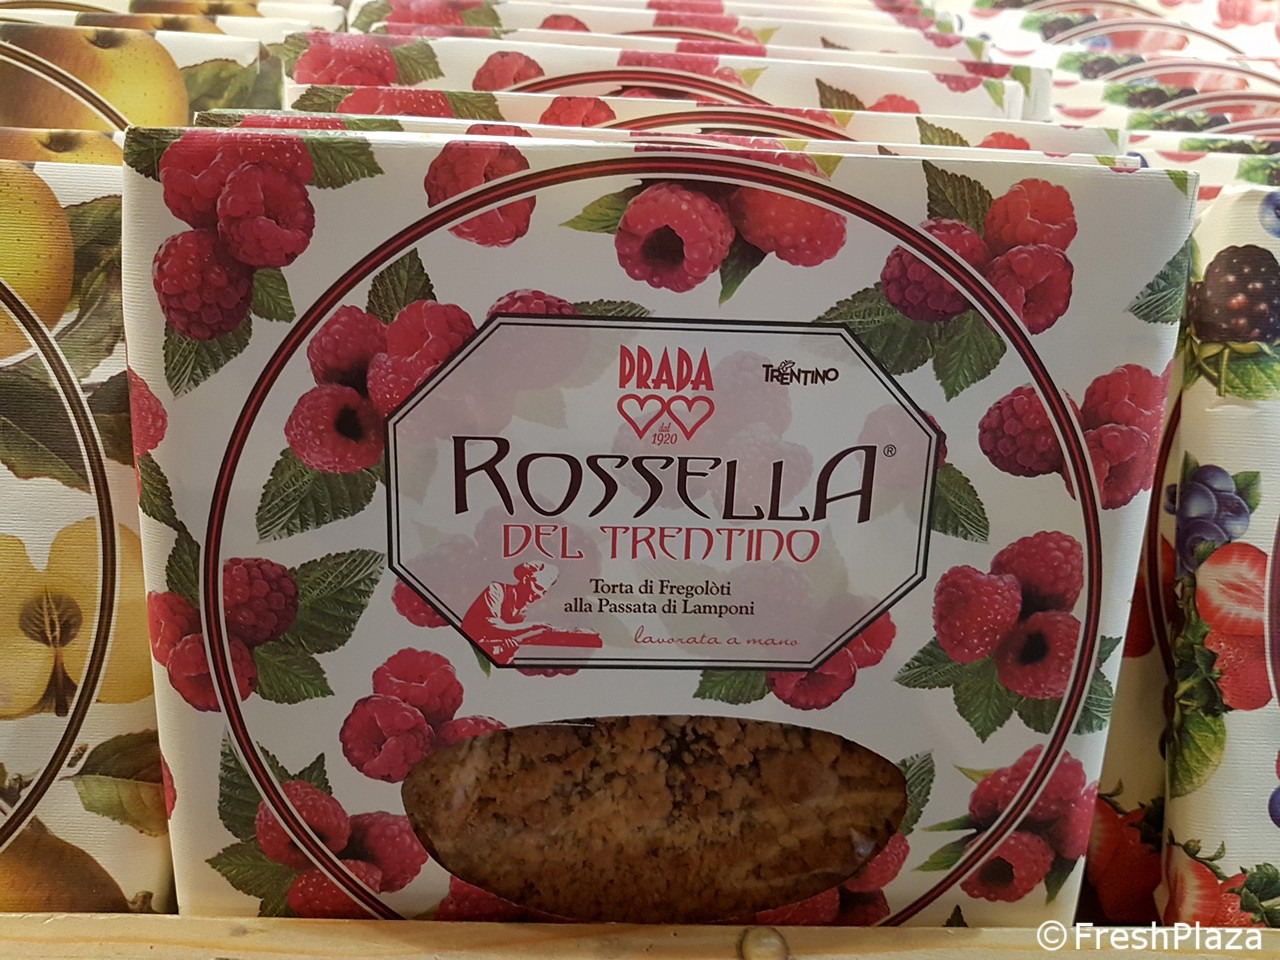 PRADA
TRENTINO
dal
1920
ROSSELLA®
DEL TRENTINO
Torta di Fregolòti
alla Passata di Lamponi
lavorata a mano
©FreshPlaza